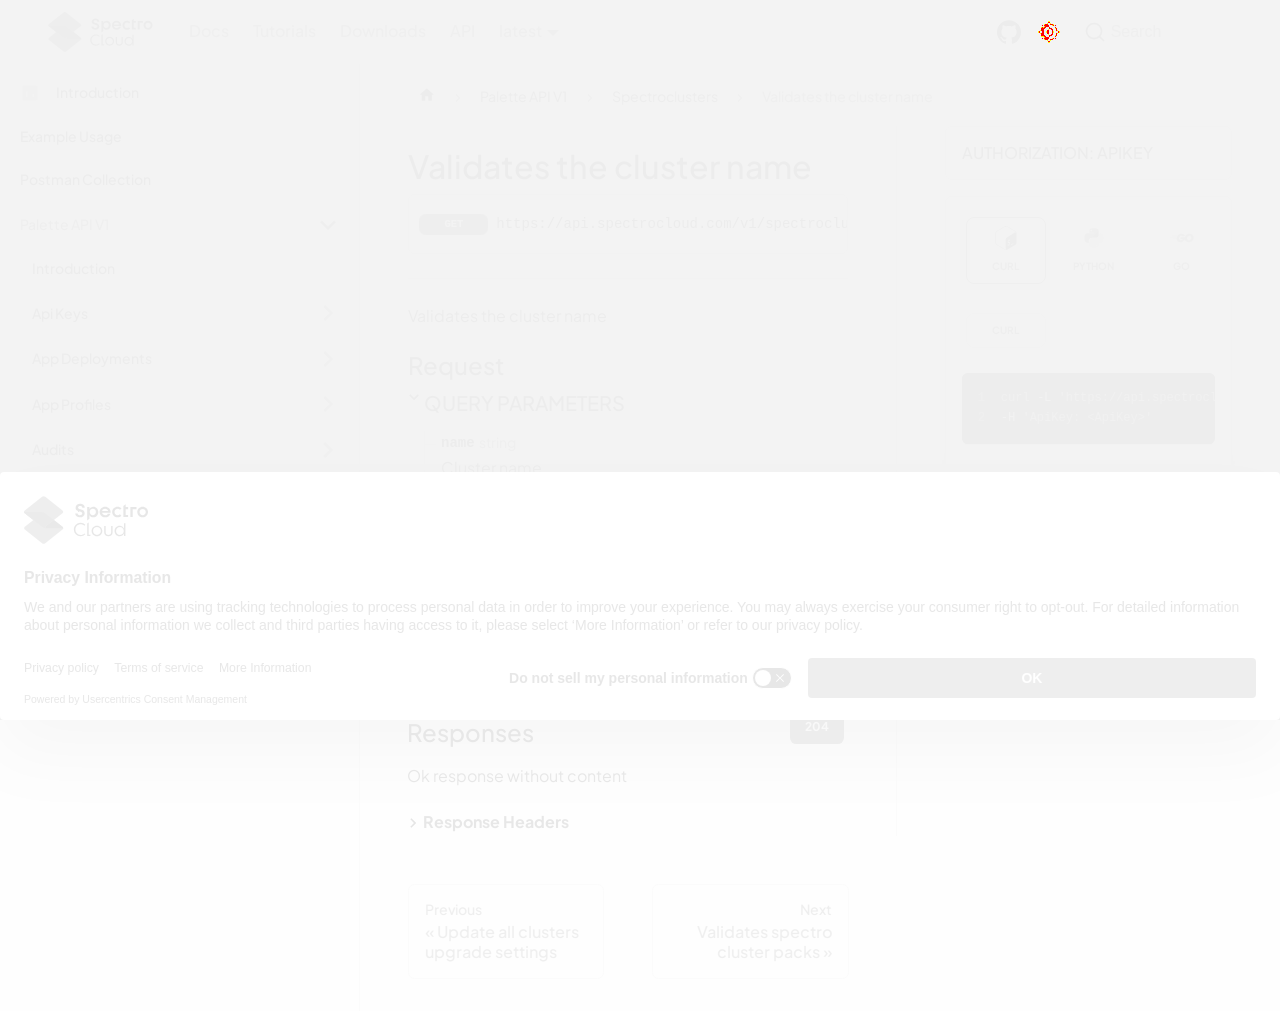 Spectro
Cloud
Docs Tutorials Downloads API latest
Search
Introduction
Palette API V1
Spectroclusters
Validates the cluster name
Example Usage
AUTHORIZATION: APIKEY
Postman Collection
Validates the cluster name
Palette API V1
GET https://api.spectrocloud.com/v1/spectroclu
CURL PYTHON GO
Introduction
Api Keys
Validates the cluster name
CURL
App Deployments
Request
App Profiles
QUERY PARAMETERS
Audits
name string
Cluster name
Spectro
Cloud
Privacy Information
We and our partners are using tracking technologies to process personal data in order to improve your experience. You may always exercise your consumer right to opt-out. For detailed information
about personal information we collect and third parties having access to it, please select ‘More Information’ or refer to our privacy policy.
Privacy policy Terms of service More Information
Do not sell my personal information
OK
Powered by Usercentrics Consent Management
Responses
204
Ok response without content
Response Headers
Previous
« Update all clusters
upgrade settings
Next
Validates spectro
cluster packs »